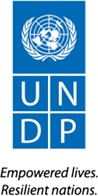 U N
D P
Empowered lives.
Resilient nations.